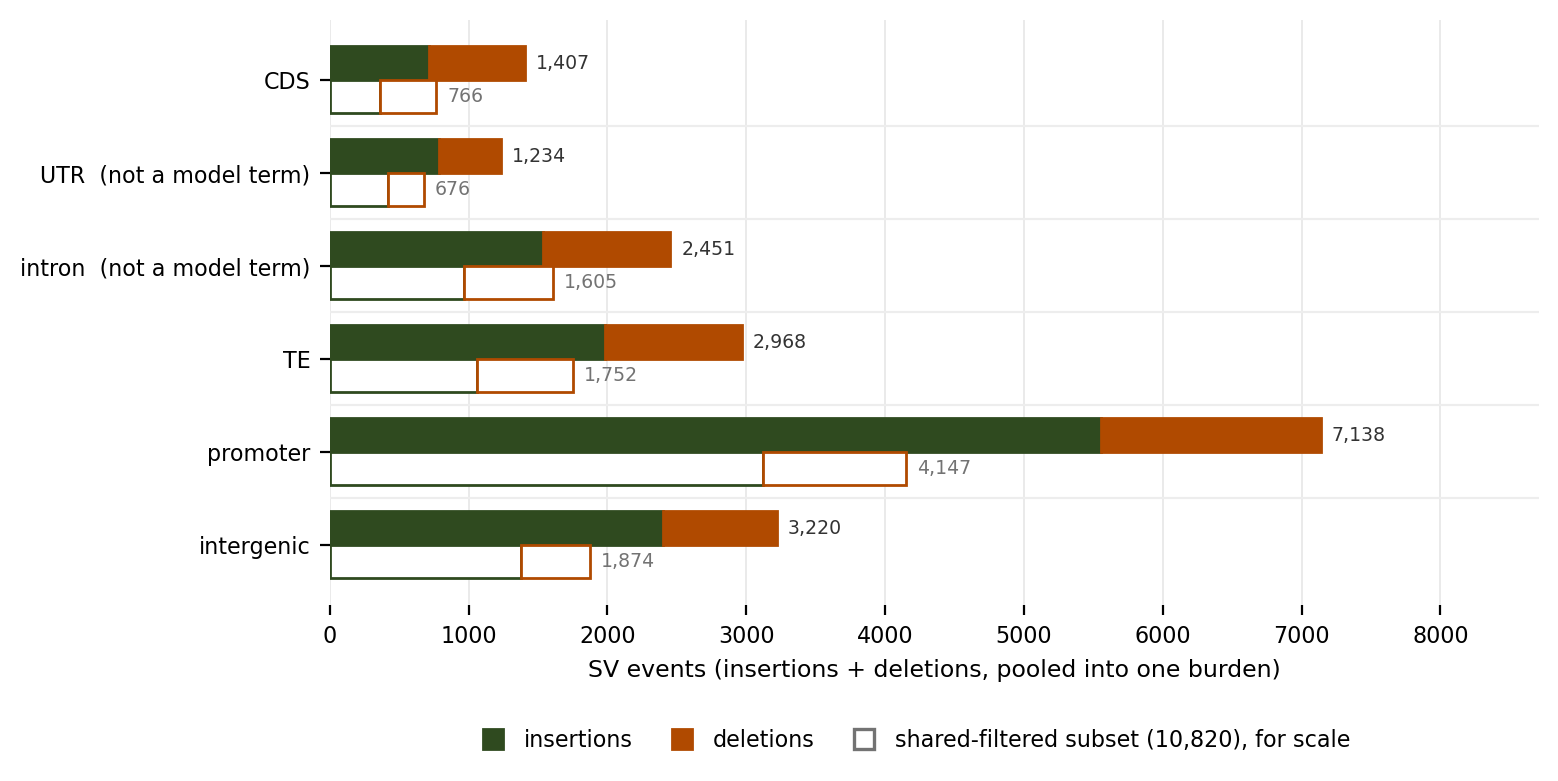 CDS
1,407
766
UTR  (not a model term)
1,234
676
intron  (not a model term)
2,451
1,605
TE
2,968
1,752
promoter
7,138
4,147
intergenic
3,220
1,874
0 1000 2000 3000 4000 5000 6000 7000 8000
SV events (insertions + deletions, pooled into one burden)
insertions deletions shared-filtered subset (10,820), for scale